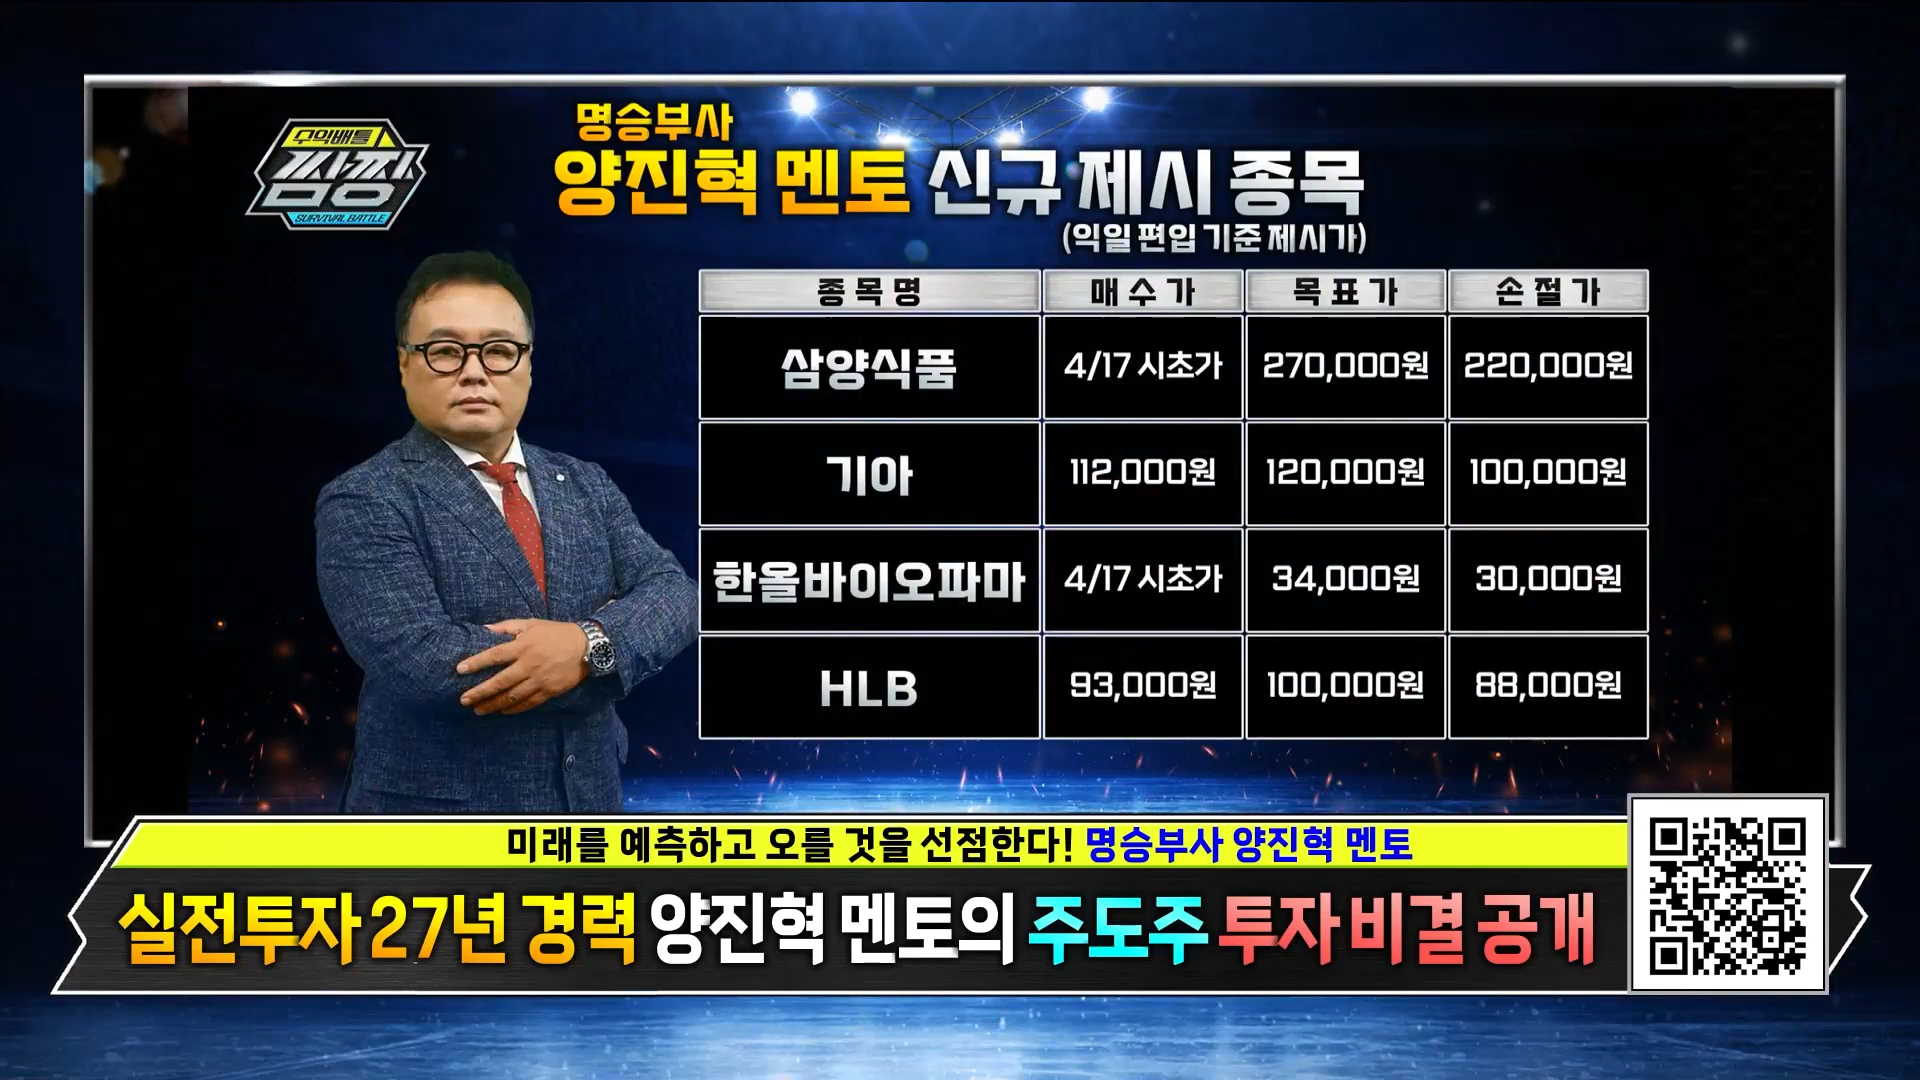 수익배틀
짬짜
SURVIVAL BATTLE
명승부사
양진혁 멘토 신규 제시 종목
(익일 편입 기준 제시가)
종목명 매수가 목표가 손절가
삼양식품 4/17 시초가 270,000원 220,000원
기아 112,000원 120,000원 100,000원
한올바이오파마 4/17 시초가 34,000원 30,000원
HLB 93,000원 100,000원 88,000원
미래를 예측하고 오를 것을 선점한다! 명승부사 양진혁 멘토
실전투자 27년 경력 양진혁 멘토의 주도주 투자 비결 공개